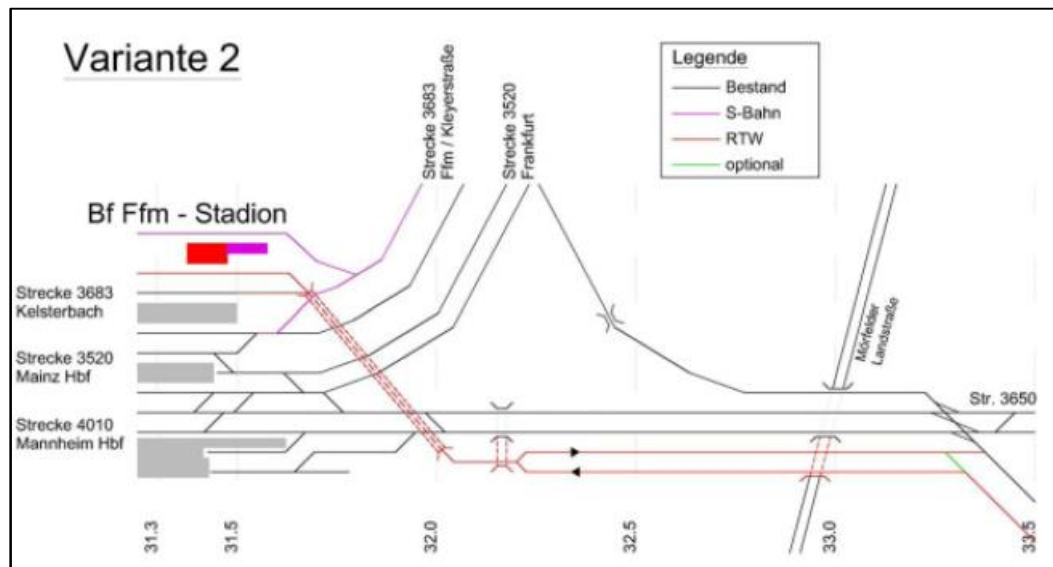 Variante 2
Legende
Bestand
S-Bahn
RTW
optional
Strecke 3683
Ffm / Kleyerstraße
Strecke 3520
Frankfurt
Bf Ffm - Stadion
Strecke 3683
Kelsterbach
Strecke 3520
Mainz Hbf
Strecke 4010
Mannheim Hbf
Mörfelder
Landstraße
Str. 3650
31.3
31.5
32.0
32.5
33.0
33.5